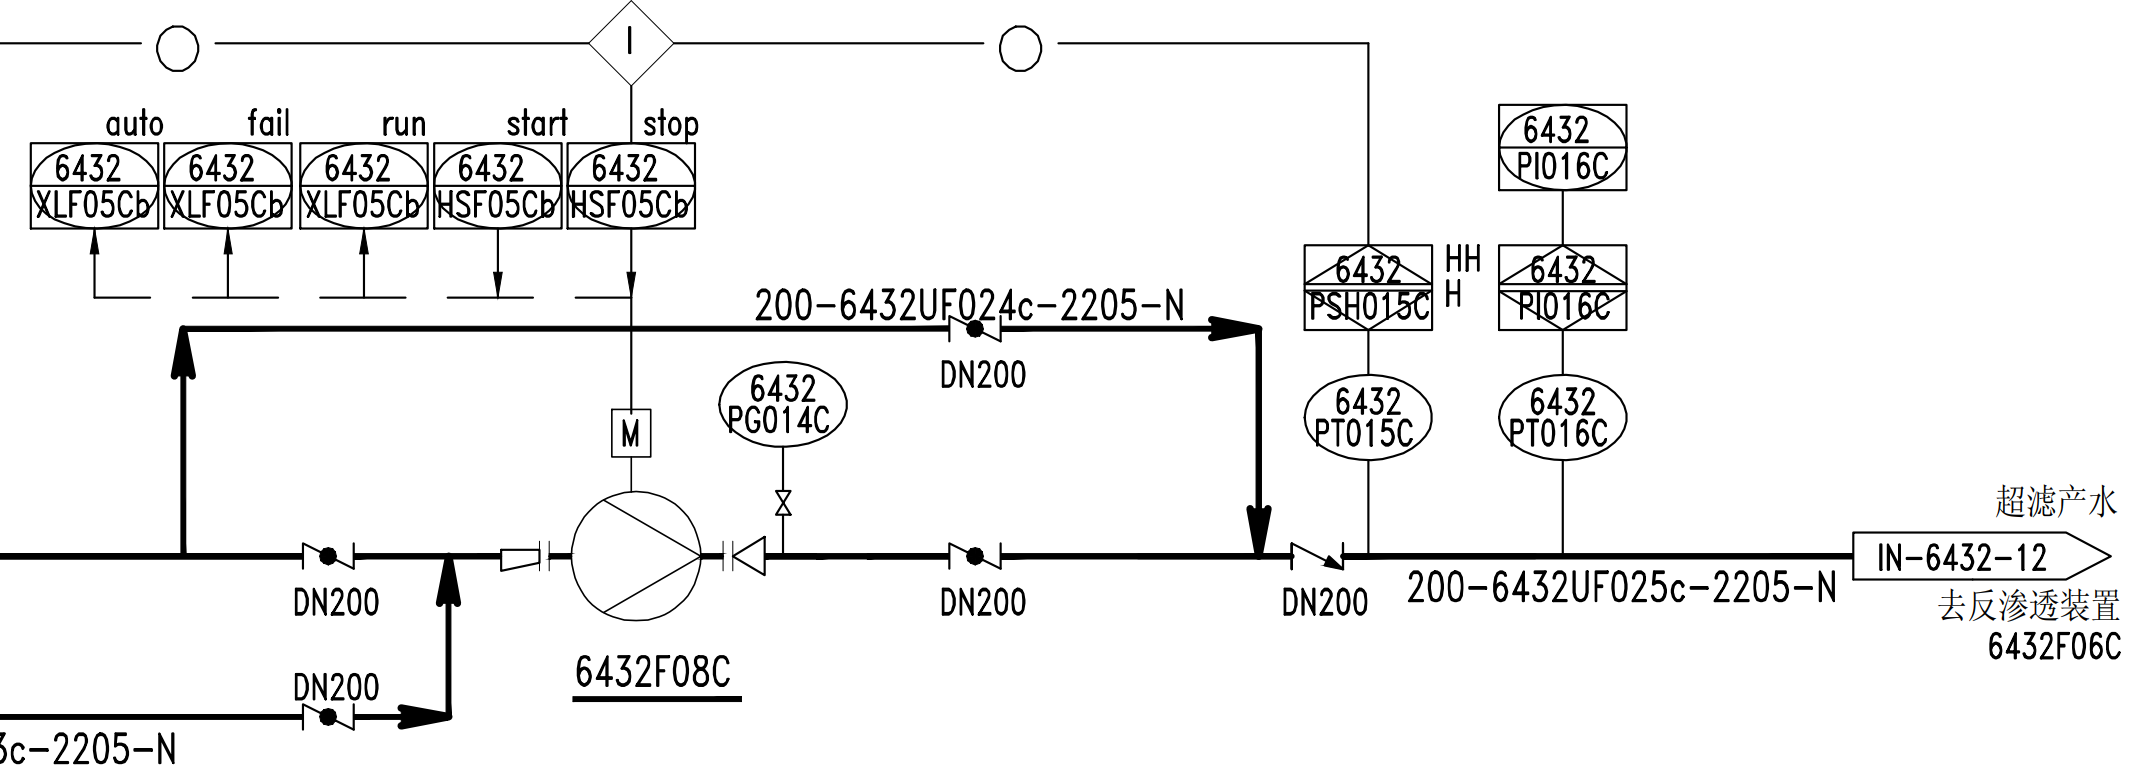 I
auto
fail
run
start
stop
6432
XLF05Cb
6432
XLF05Cb
6432
XLF05Cb
6432
HSF05Cb
6432
HSF05Cb
6432
PI016C
6432
PSH015C
HH
H
6432
PI016C
200-6432UF024c-2205-N
DN200
6432
PG014C
M
6432
PT015C
6432
PT016C
超滤产水
IN-6432-12
去反渗透装置
6432F06C
DN200
DN200
DN200
200-6432UF025c-2205-N
6432F08C
DN200
3c-2205-N